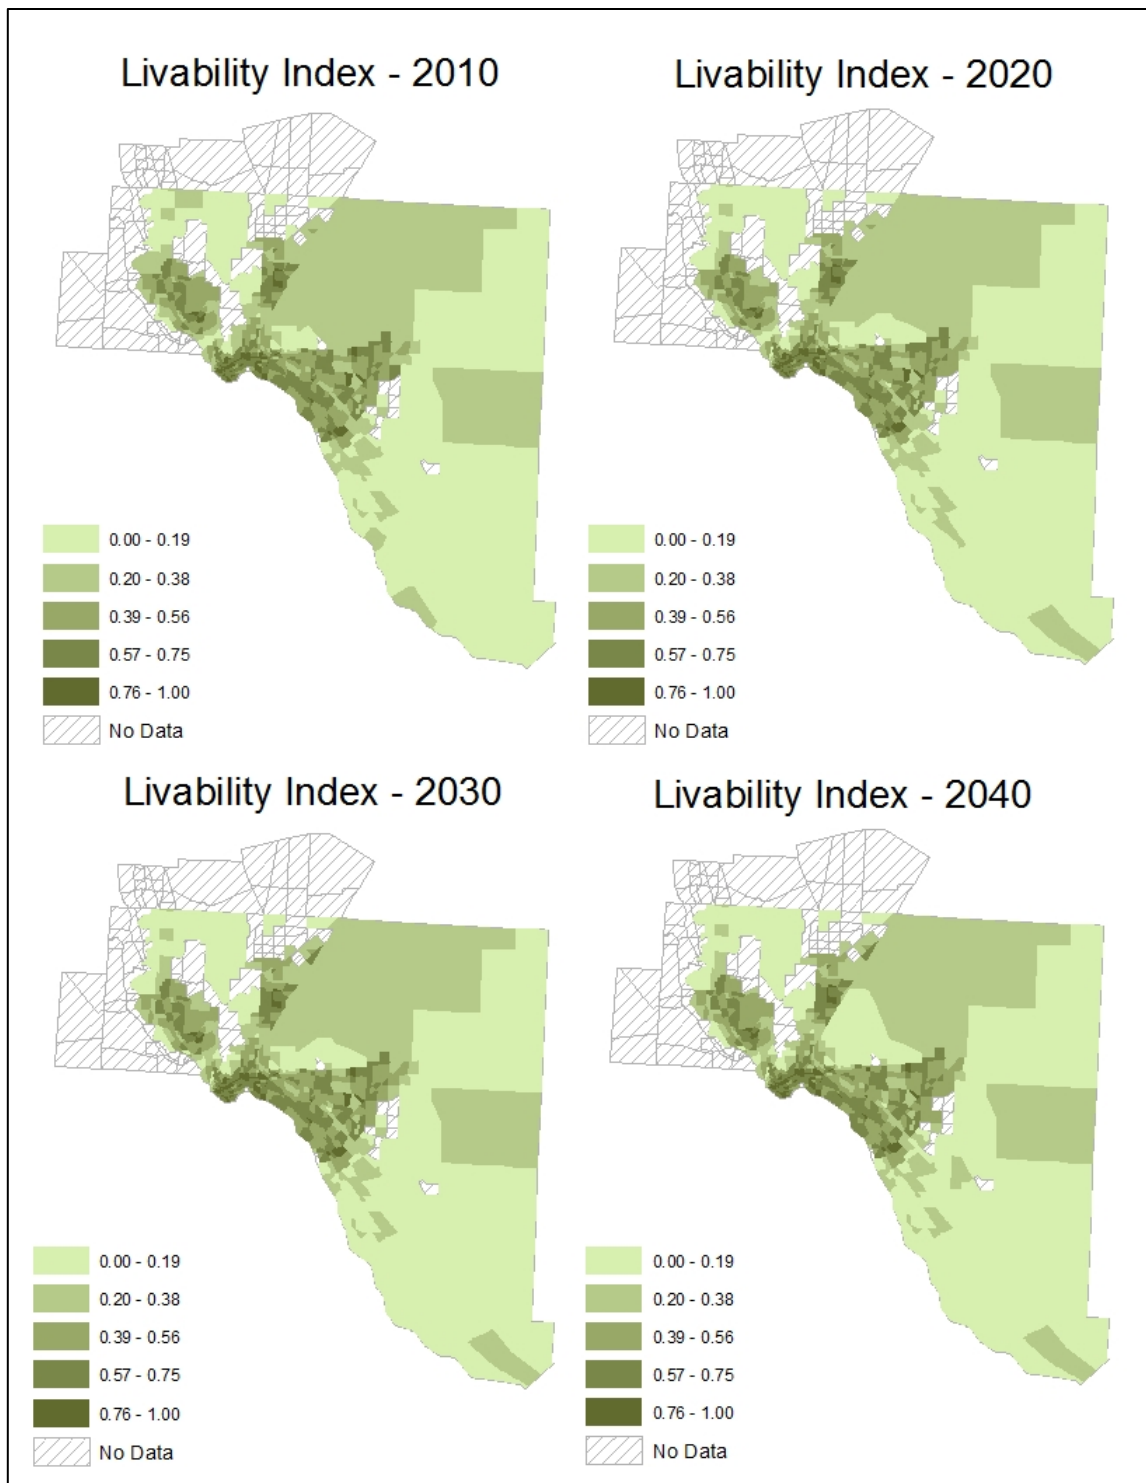 Livability Index - 2010
Livability Index - 2020
0.00 - 0.19
0.20 - 0.38
0.39 - 0.56
0.57 - 0.75
0.76 - 1.00
No Data
0.00 - 0.19
0.20 - 0.38
0.39 - 0.56
0.57 - 0.75
0.76 - 1.00
No Data
Livability Index - 2030
Livability Index - 2040
0.00 - 0.19
0.20 - 0.38
0.39 - 0.56
0.57 - 0.75
0.76 - 1.00
No Data
0.00 - 0.19
0.20 - 0.38
0.39 - 0.56
0.57 - 0.75
0.76 - 1.00
No Data